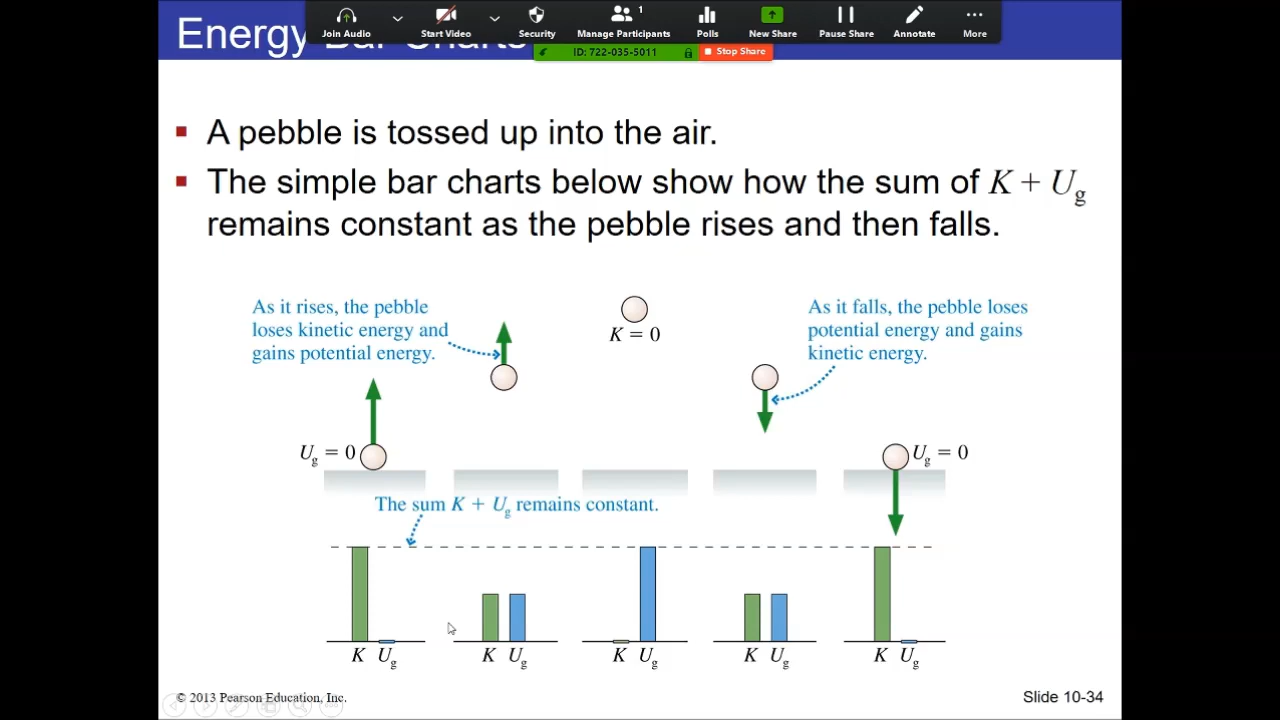 Join Audio
Start Video
Security
1
Manage Participants
Polls
New Share
Pause Share
Annotate
More
ID: 722-035-5011
Stop Share
Energy Bar Charts
A pebble is tossed up into the air.
The simple bar charts below show how the sum of K + Ug
remains constant as the pebble rises and then falls.
As it rises, the pebble
loses kinetic energy and
gains potential energy.
K = 0
As it falls, the pebble loses
potential energy and gains
kinetic energy.
Ug = 0
Ug = 0
The sum K + Ug remains constant.
K Ug
K Ug
K Ug
K Ug
K Ug
© 2013 Pearson Education, Inc.
Slide 10-34